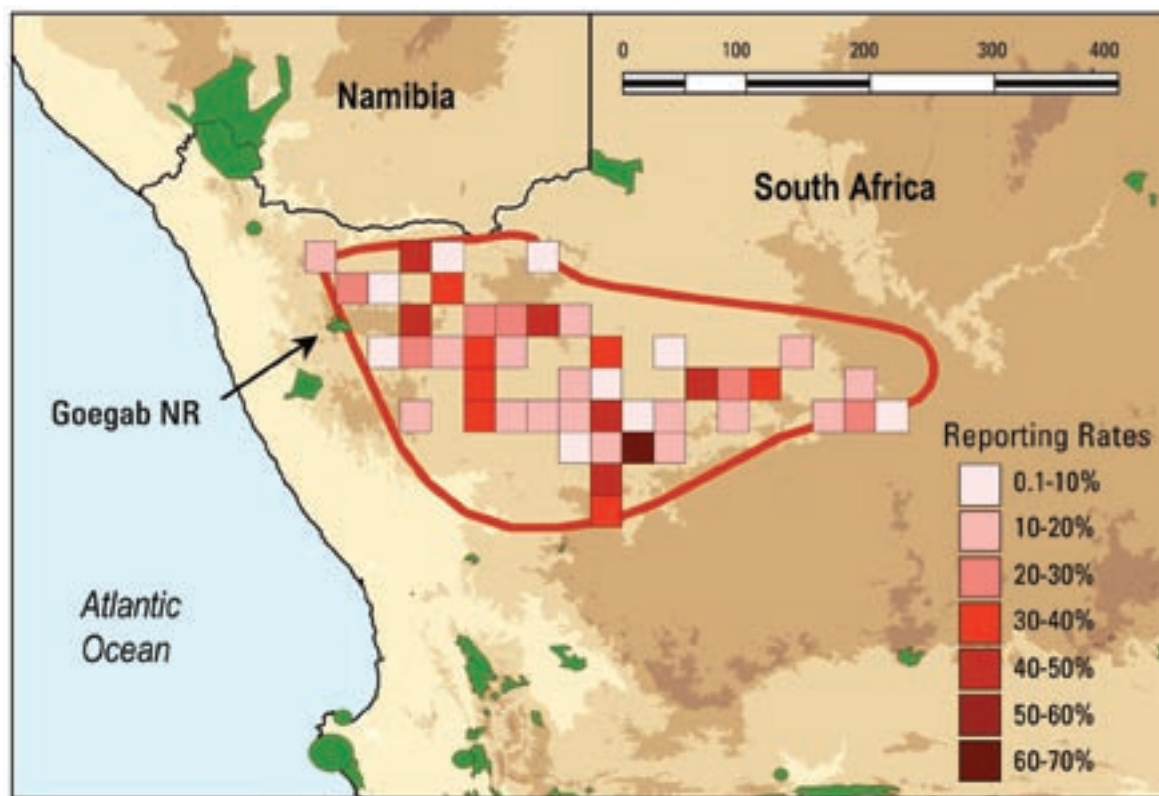 Namibia
0 100 200 300 400
South Africa
Goegab NR
Atlantic
Ocean
Reporting Rates
0.1-10%
10-20%
20-30%
30-40%
40-50%
50-60%
60-70%